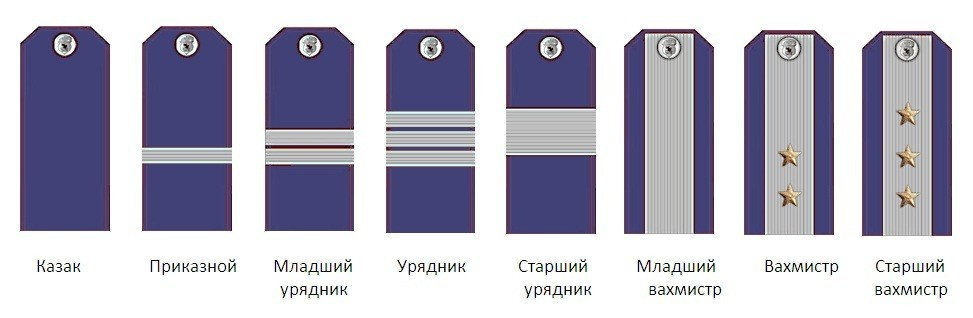 Казак
Приказной
Младший
урядник
Урядник
Старший
урядник
Младший
вахмистр
Вахмистр
Старший
вахмистр